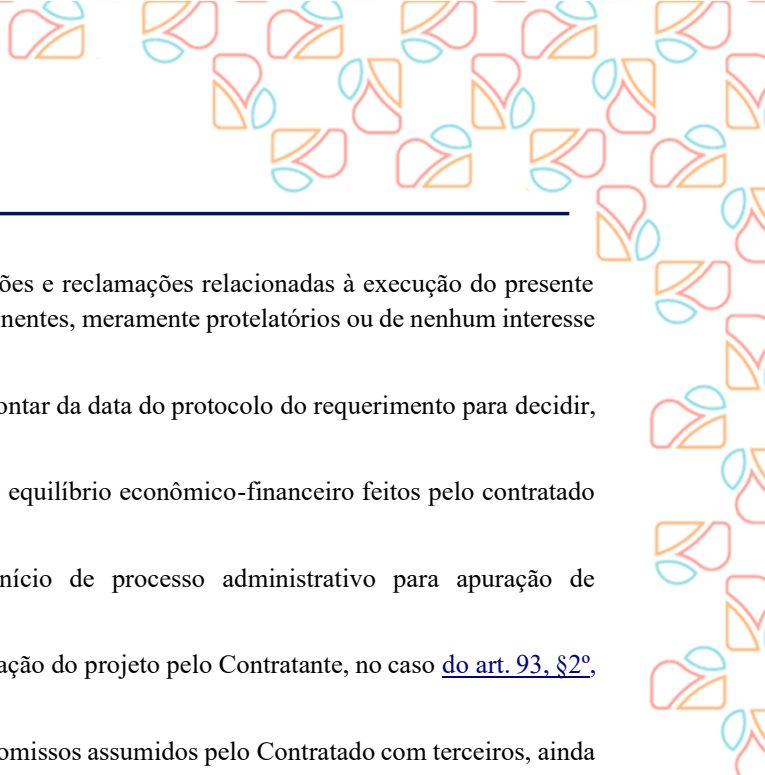 ões e reclamações relacionadas à execução do presente
nentes, meramente protelatórios ou de nenhum interesse
ontar da data do protocolo do requerimento para decidir,
equilíbrio econômico-financeiro feitos pelo contratado
nício de processo administrativo para apuração de
ação do projeto pelo Contratante, no caso do art. 93, §2º,
omissos assumidos pelo Contratado com terceiros, ainda